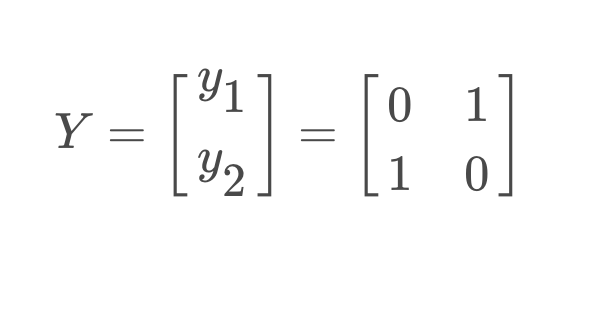 Y = [ y1 y2 ] = [ 0 1 1 0 ]